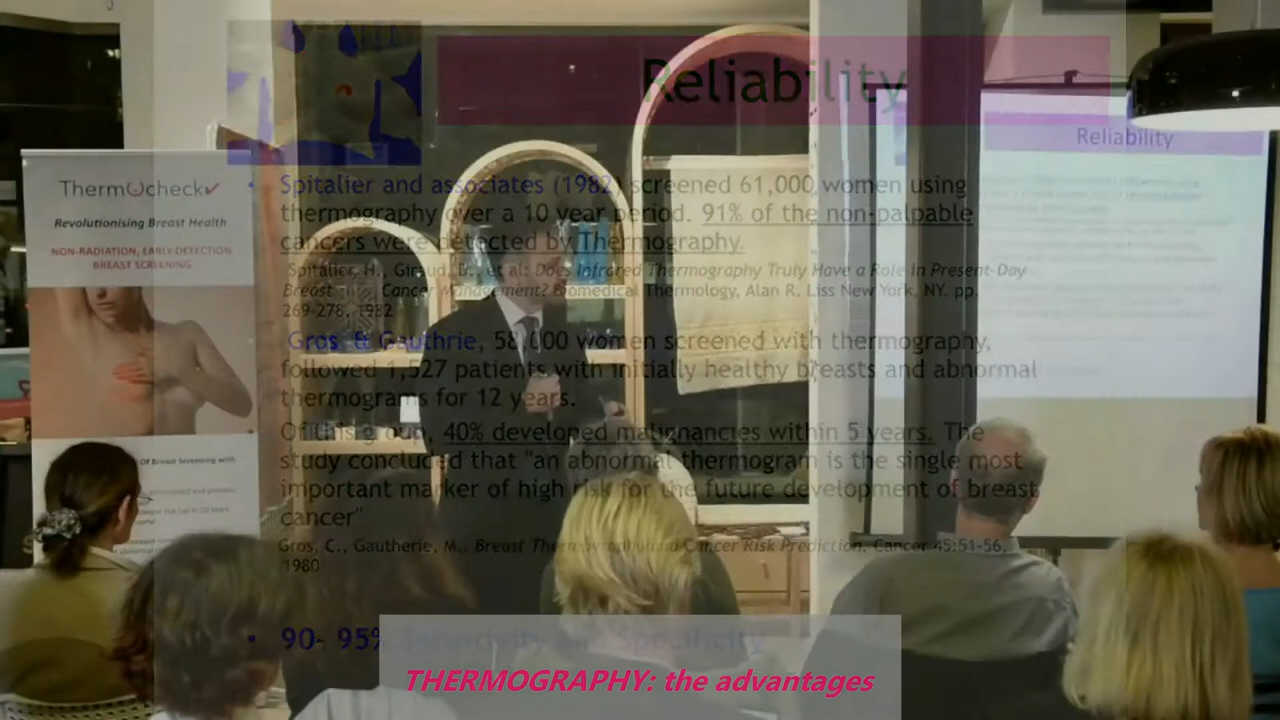 Reliability
Reliability
ThermOcheck
Revolutionising Breast Health
NON-RADIATION, EARLY-DETECTION
BREAST SCREENING
Of Breast Screening with
• Spitalier and associates (1982) screened 61,000 women using
thermography over a 10 year period. 91% of the non-palpable
cancers were detected by Thermography.
Spitalier, H., Giraud, D., et al: Does Infrared Thermography Truly Have a Role in Present-Day
Breast Cancer Management? Biomedical Thermology, Alan R. Liss New York, NY. pp.
269-278, 1982
Gros, & Gauthrie, 58,000 women screened with thermography,
followed 1,527 patients with initially healthy breasts and abnormal
thermograms for 12 years.
Of this group, 40% developed malignancies within 5 years. The
study concluded that "an abnormal thermogram is the single most
important marker of high risk for the future development of breast
cancer"
Gros, C., Gautherie, M., Breast Thermography and Cancer Risk Prediction. Cancer 45:51-56,
1980
• 90- 95% Sensitivity and Specificity
THERMOGRAPHY: the advantages